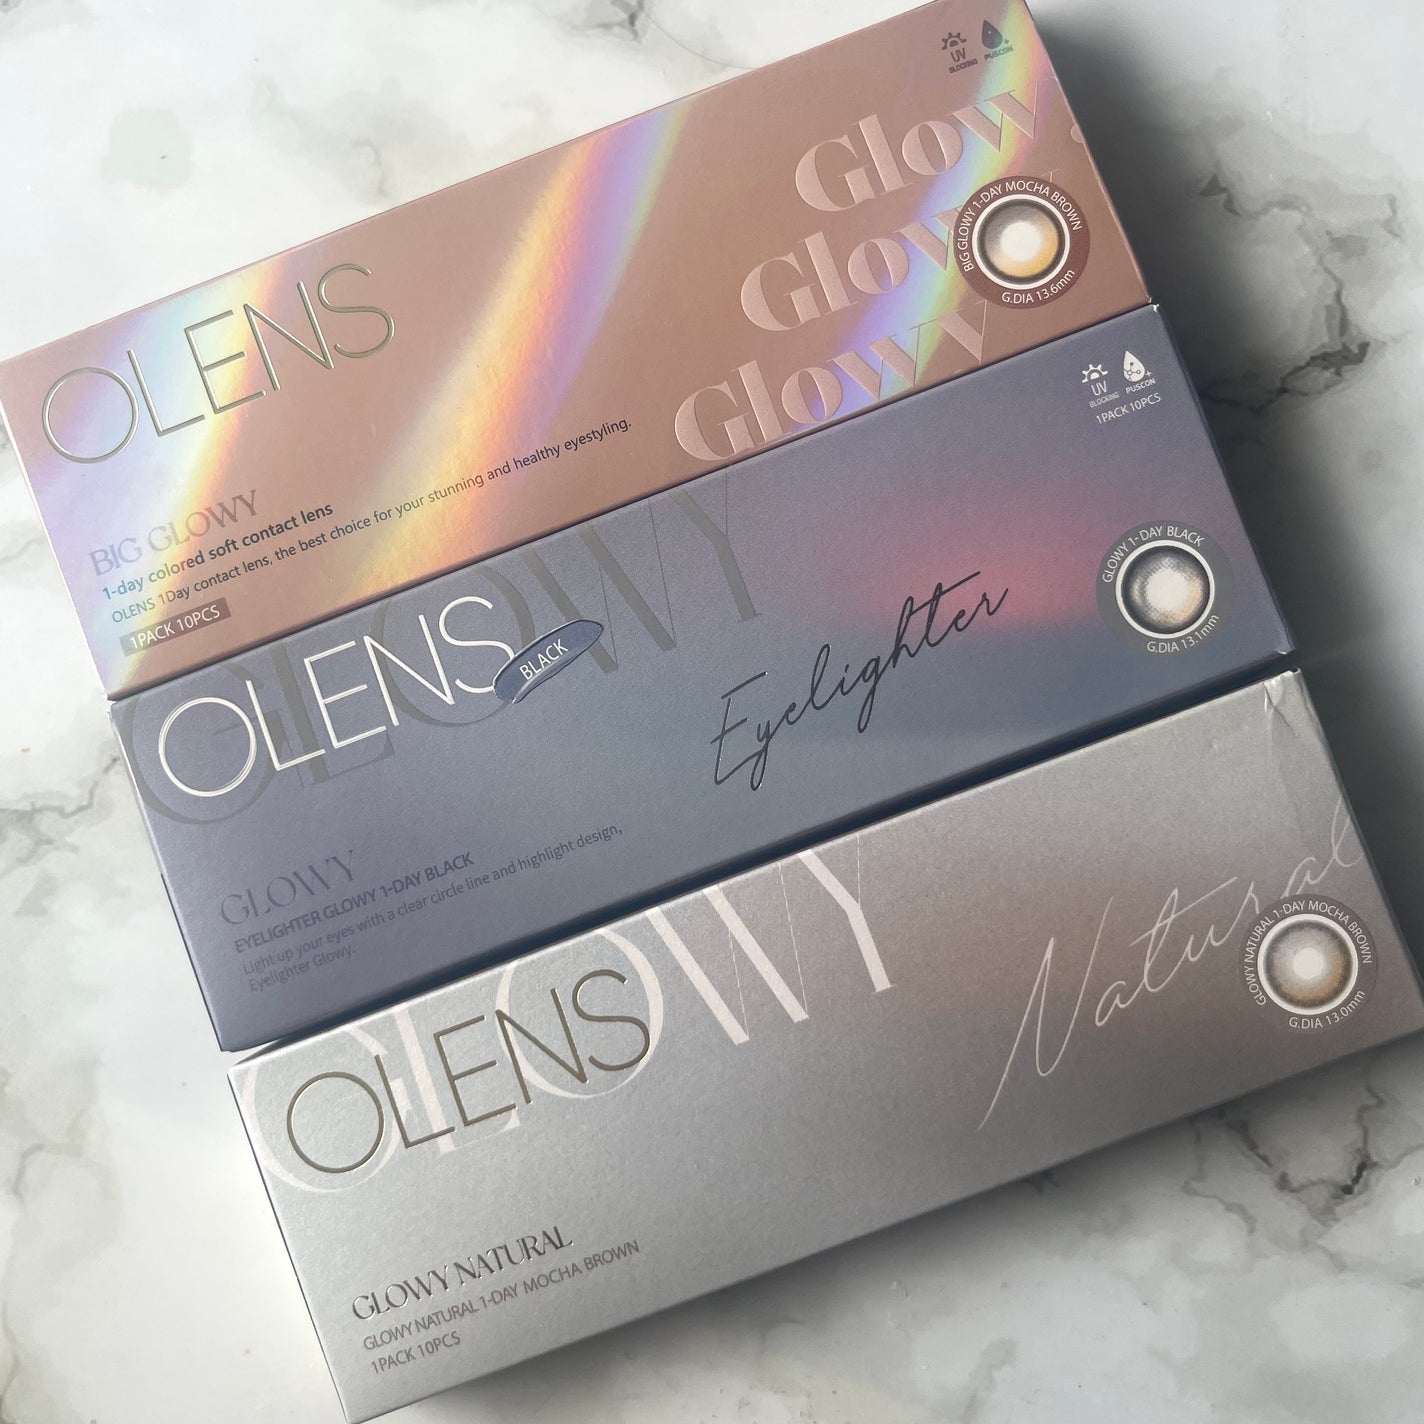 UV
BLOCKING
PUSCON
Glowy
Glowy
Glowy
BIG GLOWY 1-DAY MOCHA BROWN
G.DIA 13.6mm
OLENS
BIG GLOWY
1-day colored soft contact lens
OLENS 1Day contact lens, the best choice for your stunning and healthy eyestyling.
1PACK 10PCS
UV
BLOCKING
PUSCON
1PACK 10PCS
GLOWY
OLENS
BLACK
Eyelighter
GLOWY 1-DAY BLACK
G.DIA 13.1mm
GLOWY
EYELIGHTER GLOWY 1-DAY BLACK
Light up your eyes with a clear circle line and highlight design,
Eyelighter Glowy.
GLOWY
OLENS
Natural
GLOWY NATURAL 1-DAY MOCHA BROWN
G.DIA 13.0mm
GLOWY NATURAL
GLOWY NATURAL 1-DAY MOCHA BROWN
1PACK 10PCS